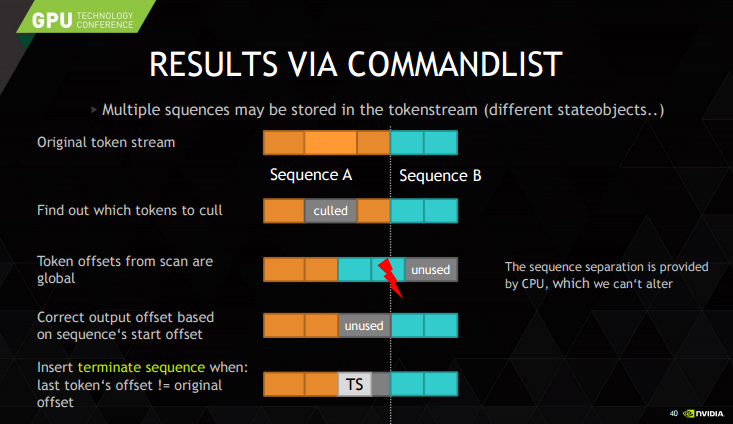 GPU TECHNOLOGY
CONFERENCE
RESULTS VIA COMMANDLIST
Multiple squences may be stored in the tokenstream (different stateobjects..)
Original token stream
Sequence A
Sequence B
Find out which tokens to cull
culled
Token offsets from scan are
global
unused
The sequence separation is provided
by CPU, which we can‘t alter
Correct output offset based
on sequence‘s start offset
unused
Insert terminate sequence when:
last token‘s offset != original
offset
TS
40 NVIDIA.